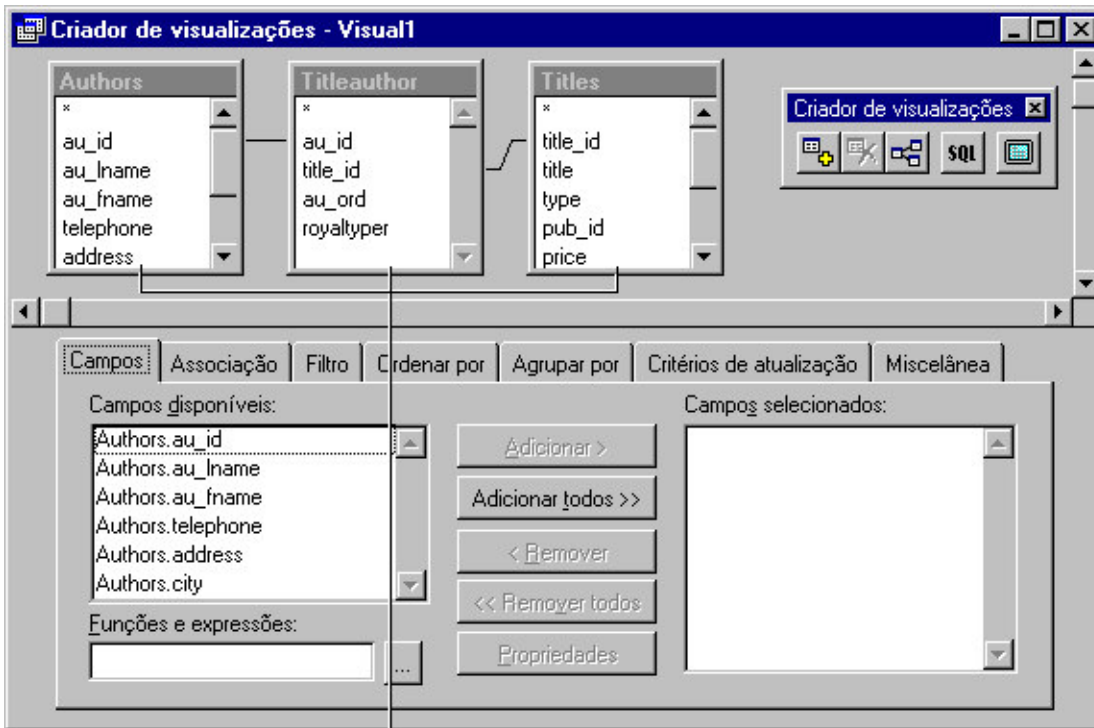 Criador de visualizações - Visual1
Authors
*
au_id
au_lname
au_fname
telephone
address
Titleauthor
*
au_id
title_id
au_ord
royaltyper
Titles
*
title_id
title
type
pub_id
price
Criador de visualizações
SQL
Campos
Associação
Filtro
Ordenar por
Agrupar por
Critérios de atualização
Miscelânea
Campos disponíveis:
Authors.au_id
Authors.au_lname
Authors.au_fname
Authors.telephone
Authors.address
Authors.city
Funções e expressões:
...
Adicionar >
Adicionar todos >>
< Remover
<< Remover todos
Propriedades
Campos selecionados: